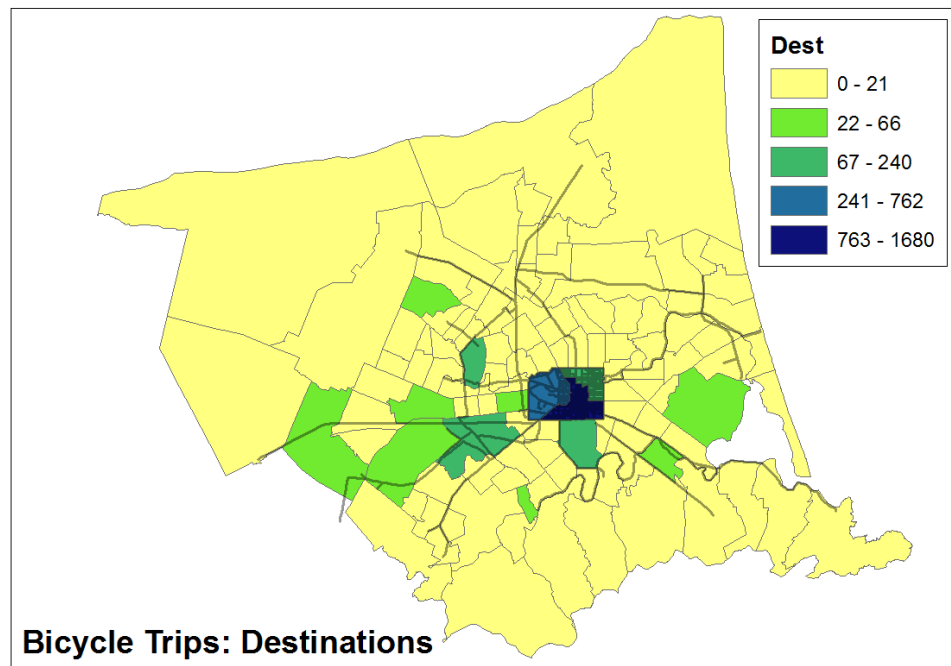 Dest
0 - 21
22 - 66
67 - 240
241 - 762
763 - 1680
Bicycle Trips: Destinations